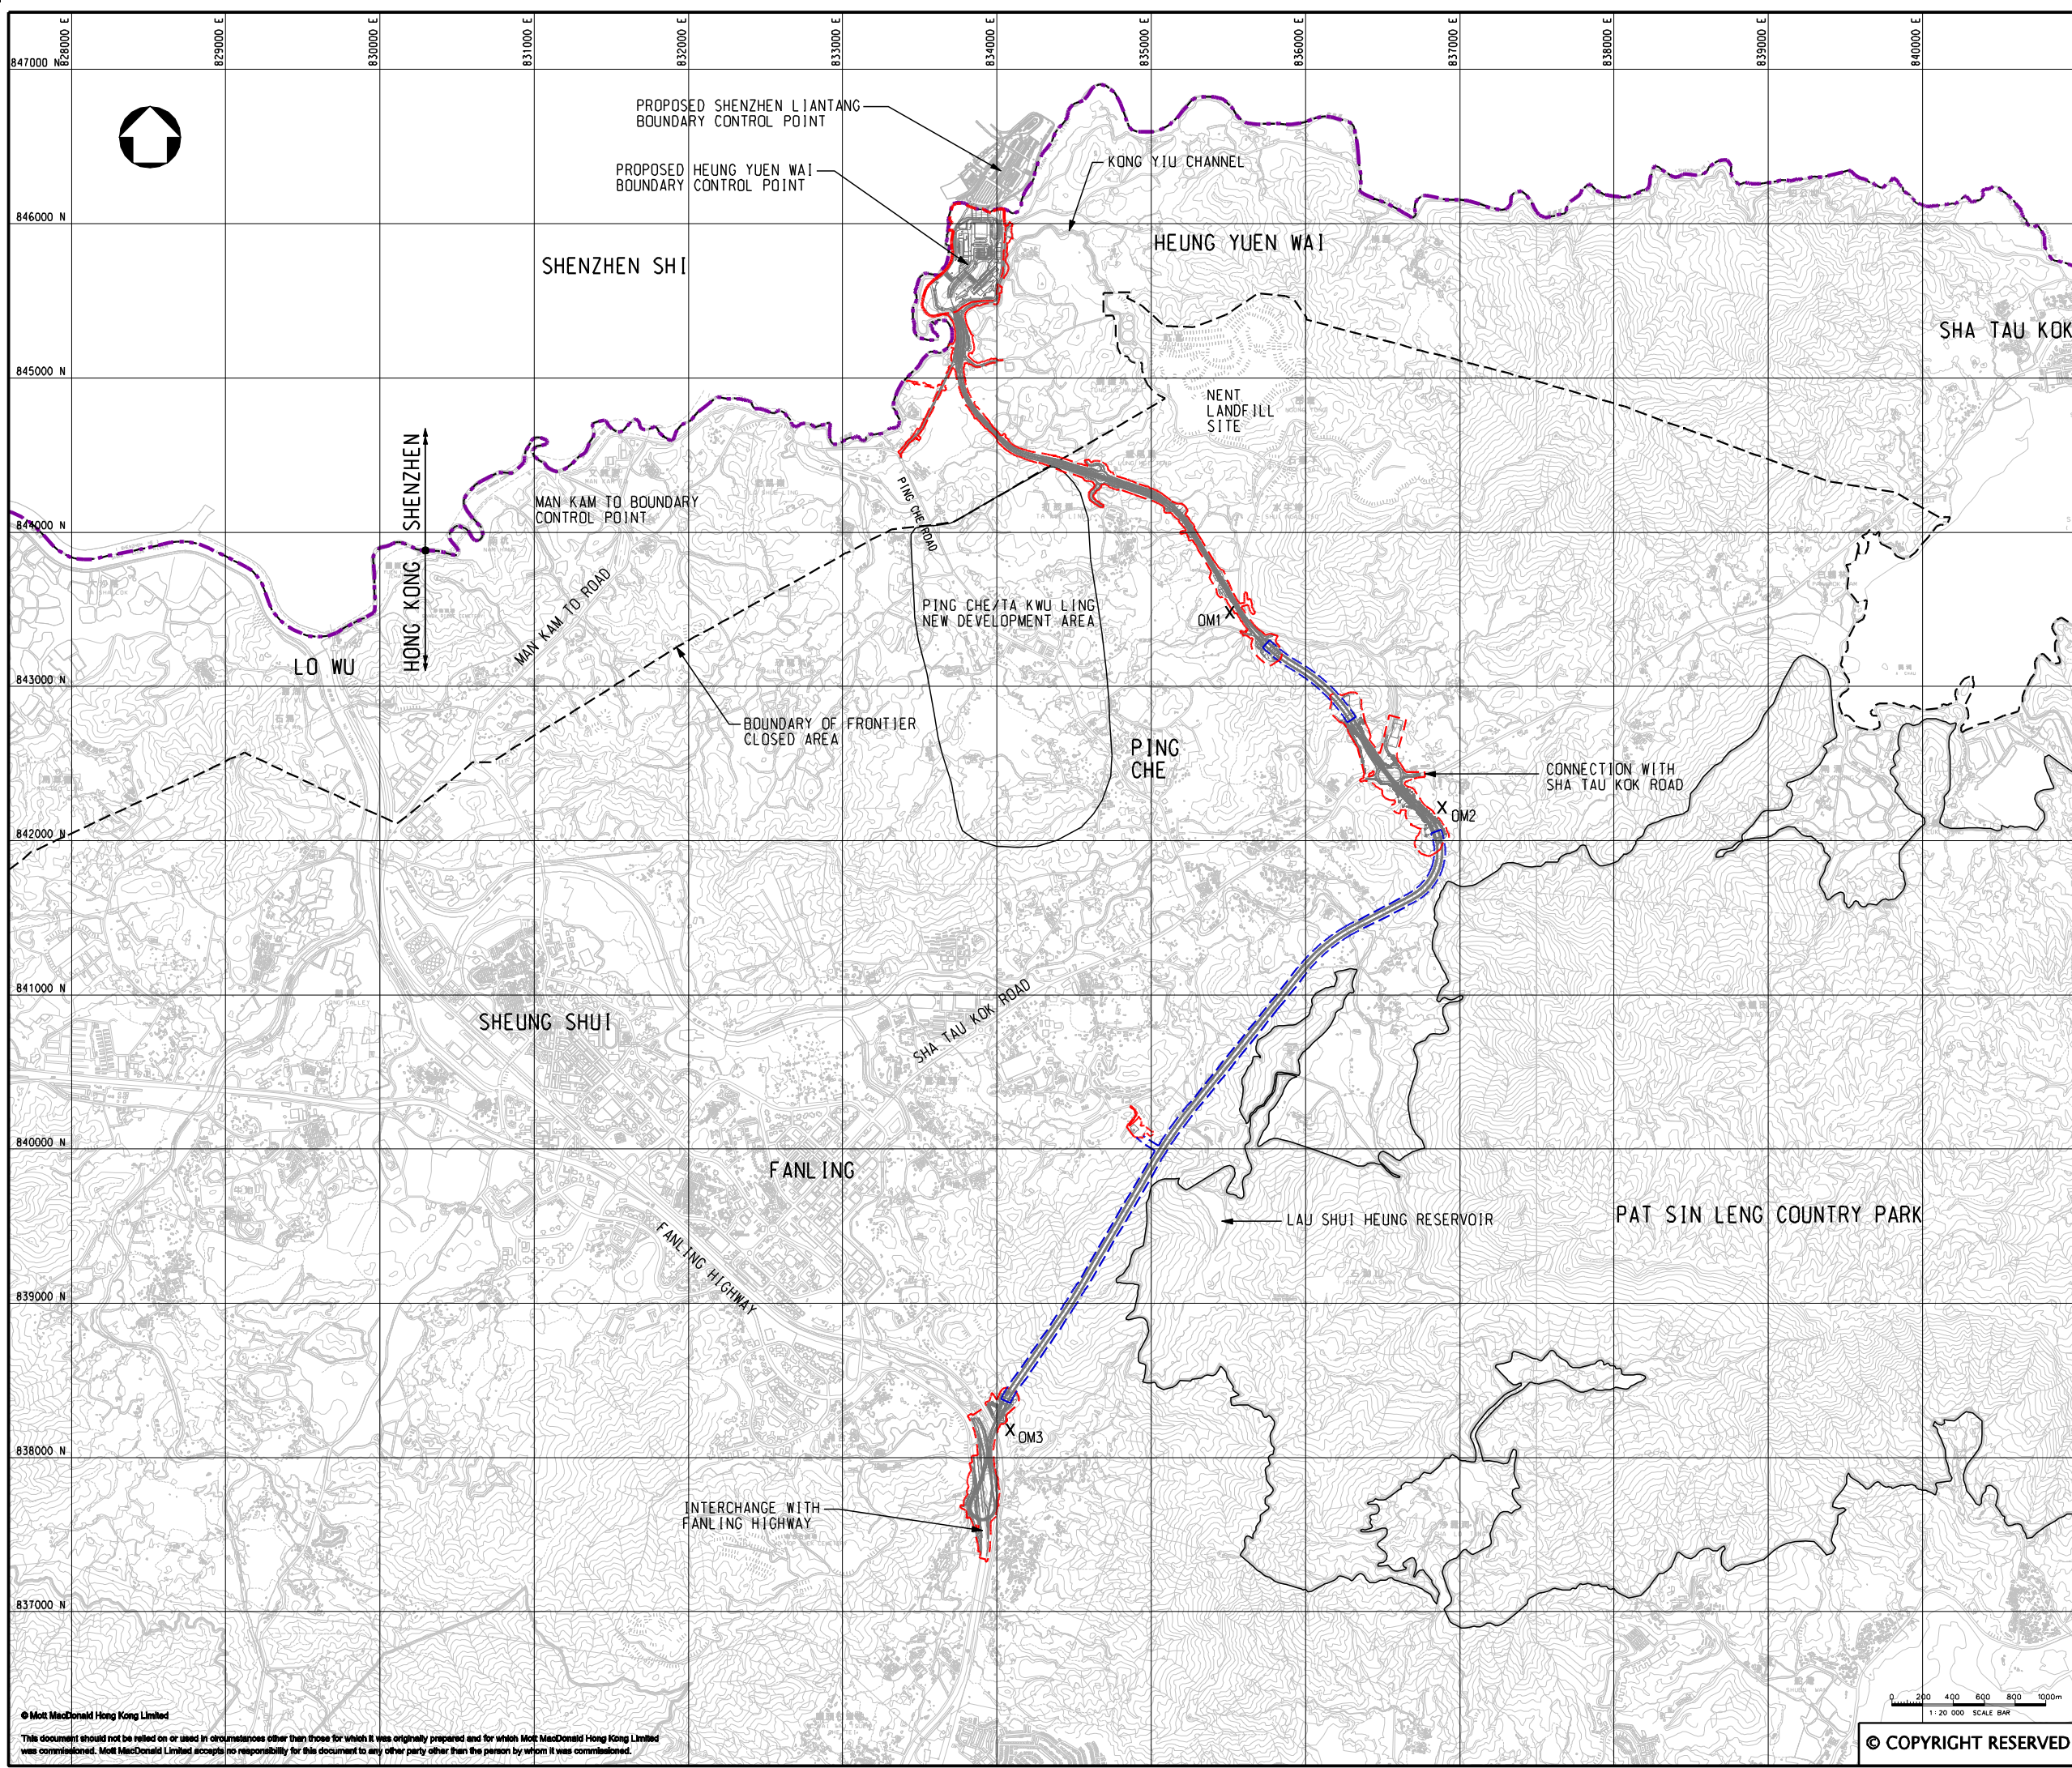 828000 E
829000 E
830000 E
831000 E
832000 E
833000 E
834000 E
835000 E
836000 E
837000 E
838000 E
839000 E
840000 E
847000 N
PROPOSED SHENZHEN LIANTANG
BOUNDARY CONTROL POINT
KONG YIU CHANNEL
PROPOSED HEUNG YUEN WAI
BOUNDARY CONTROL POINT
846000 N
HEUNG YUEN WAI
SHENZHEN SHI
SHA TAU KOK
845000 N
NENT
LANDFILL
SITE
HONG KONG
SHENZHEN
MAN KAM TO BOUNDARY
CONTROL POINT
PING CHE ROAD
844000 N
MAN KAM TO ROAD
PING CHE/TA KWU LING
NEW DEVELOPMENT AREA
OM1
LO WU
843000 N
BOUNDARY OF FRONTIER
CLOSED AREA
PING
CHE
CONNECTION WITH
SHA TAU KOK ROAD
OM2
842000 N
841000 N
SHEUNG SHUI
SHA TAU KOK ROAD
840000 N
FANLING
PAT SIN LENG COUNTRY PARK
LAU SHUI HEUNG RESERVOIR
FANLING HIGHWAY
839000 N
OM3
838000 N
INTERCHANGE WITH
FANLING HIGHWAY
837000 N
0 200 400 600 800 1000m
1:20 000 SCALE BAR
© Mott MacDonald Hong Kong Limited
This document should not be relied on or used in circumstances other than those for which it was originally prepared and for which Mott MacDonald Hong Kong Limited
was commissioned. Mott MacDonald Limited accepts no responsibility for this document to any other party other than the person by whom it was commissioned.
© COPYRIGHT RESERVED